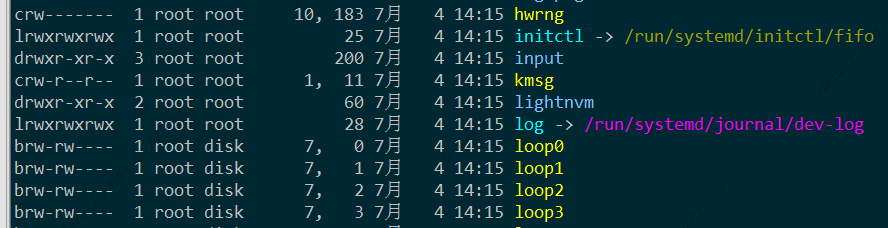 crw-------  1 root root     10, 183 7月   4 14:15 hwrng
lrwxrwxrwx  1 root root          25 7月   4 14:15 initctl -> /run/systemd/initctl/fifo
drwxr-xr-x  3 root root         200 7月   4 14:15 input
crw-r--r--  1 root root      1,  11 7月   4 14:15 kmsg
drwxr-xr-x  2 root root          60 7月   4 14:15 lightnvm
lrwxrwxrwx  1 root root          28 7月   4 14:15 log -> /run/systemd/journal/dev-log
brw-rw----  1 root disk      7,   0 7月   4 14:15 loop0
brw-rw----  1 root disk      7,   1 7月   4 14:15 loop1
brw-rw----  1 root disk      7,   2 7月   4 14:15 loop2
brw-rw----  1 root disk      7,   3 7月   4 14:15 loop3